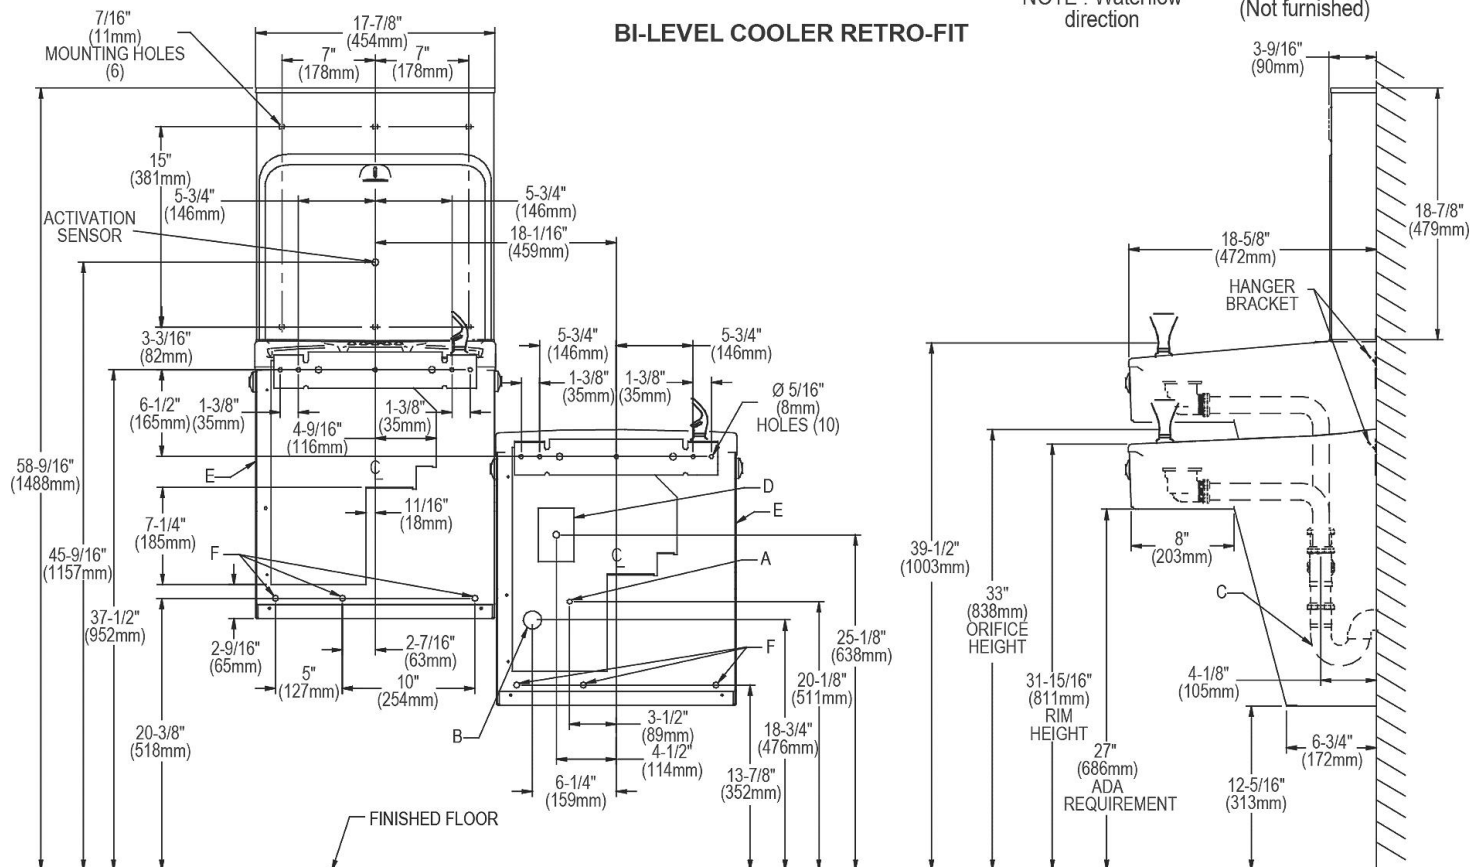 NOTE : Waterflow
direction
(Not furnished)
BI-LEVEL COOLER RETRO-FIT
7/16"
(11mm)
MOUNTING HOLES
(6)
17-7/8"
(454mm)
7"
(178mm)
7"
(178mm)
15"
(381mm)
5-3/4"
(146mm)
5-3/4"
(146mm)
ACTIVATION
SENSOR
18-1/16"
(459mm)
3-3/16"
(82mm)
5-3/4"
(146mm)
5-3/4"
(146mm)
6-1/2"
(165mm)
1-3/8"
(35mm)
1-3/8"
(35mm)
4-9/16"
(116mm)
1-3/8"
(35mm)
1-3/8"
(35mm)
Ø 5/16"
(8mm)
HOLES (10)
58-9/16"
(1488mm)
E
C
11/16"
(18mm)
D
E
7-1/4"
(185mm)
45-9/16"
(1157mm)
F
C
A
37-1/2"
(952mm)
2-9/16"
(65mm)
2-7/16"
(63mm)
5"
(127mm)
10"
(254mm)
F
25-1/8"
(638mm)
20-1/8"
(511mm)
20-3/8"
(518mm)
B
3-1/2"
(89mm)
18-3/4"
(476mm)
4-1/2"
(114mm)
6-1/4"
(159mm)
13-7/8"
(352mm)
FINISHED FLOOR
3-9/16"
(90mm)
18-7/8"
(479mm)
18-5/8"
(472mm)
HANGER
BRACKET
39-1/2"
(1003mm)
8"
(203mm)
33"
(838mm)
ORIFICE
HEIGHT
C
31-15/16"
(811mm)
RIM
HEIGHT
4-1/8"
(105mm)
27"
(686mm)
ADA
REQUIREMENT
6-3/4"
(172mm)
12-5/16"
(313mm)